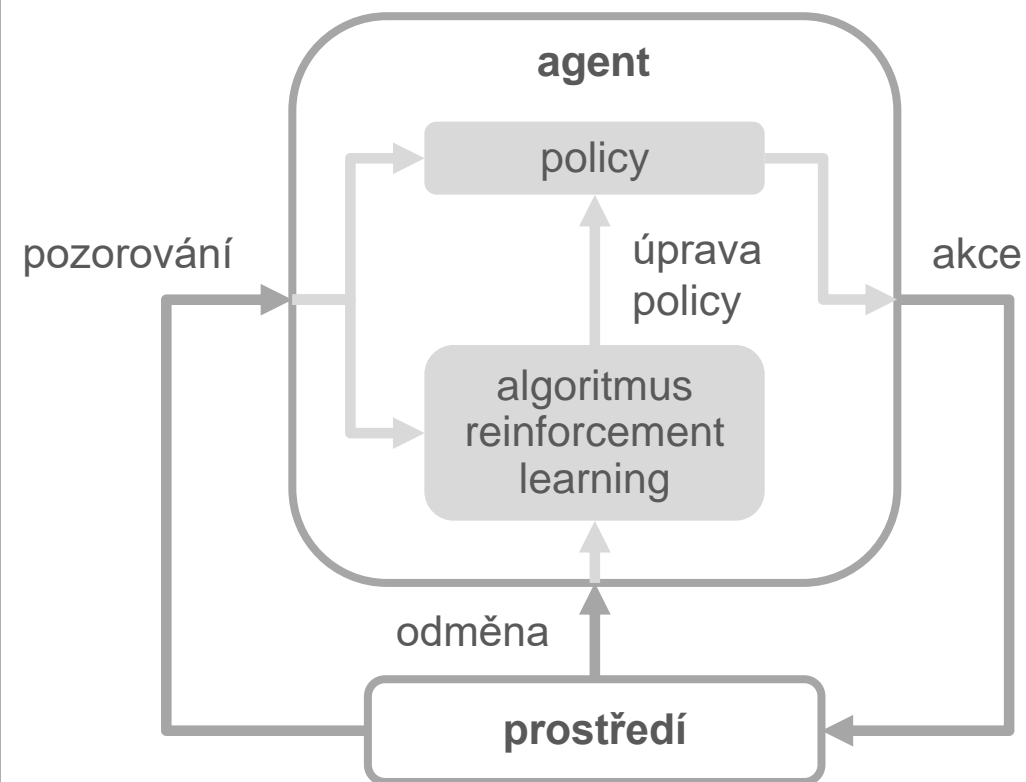 agent
policy
pozorování
úprava
policy
akce
algoritmus
reinforcement
learning
odměna
prostředí